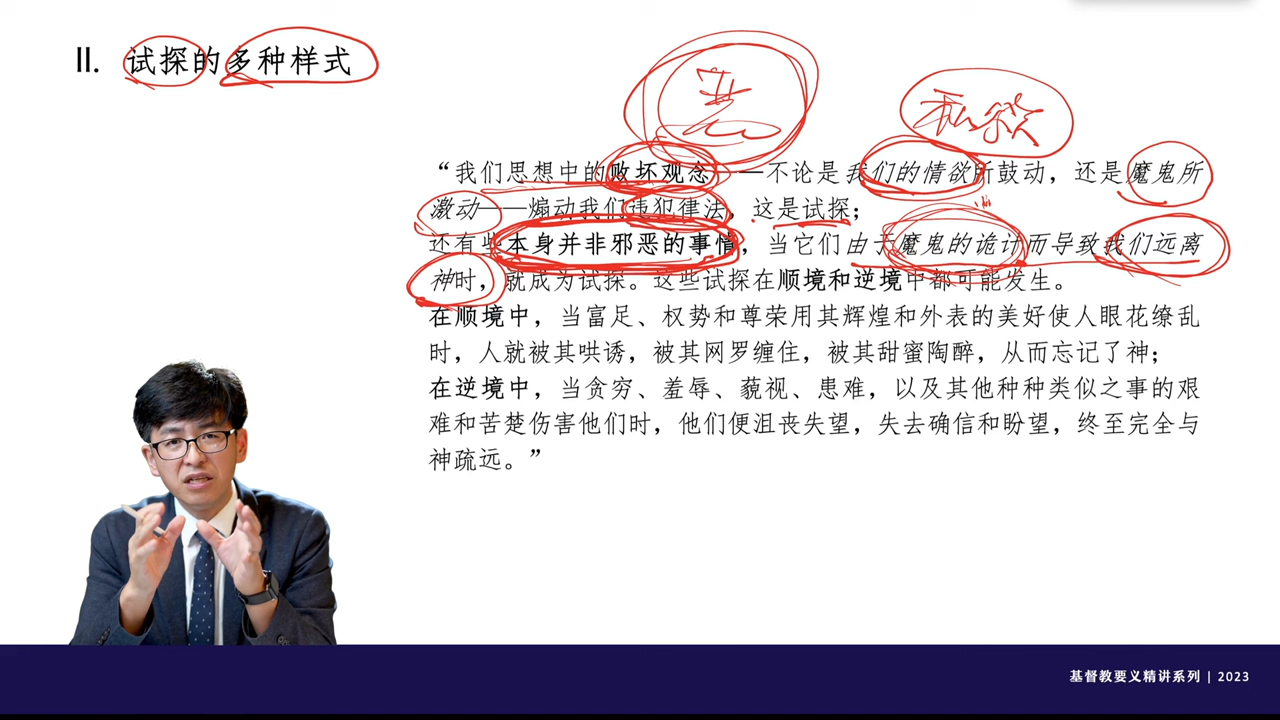 II. 试探的多种样式
恶
私欲
“我们思想中的败坏观念——不论是我们的情欲所鼓动，还是魔鬼所
激动——煽动我们违犯律法，这是试探；
还有些本身并非邪恶的事情，当它们由于魔鬼的诡计而导致我们远离
神时，就成为试探。这些试探在顺境和逆境中都可能发生。
在顺境中，当富足、权势和尊荣用其辉煌和外表的美好使人眼花缭乱
时，人就被其哄诱，被其网罗缠住，被其甜蜜陶醉，从而忘记了神；
在逆境中，当贪穷、羞辱、藐视、患难，以及其他种种类似之事的艰
难和苦楚伤害他们时，他们便沮丧失望，失去确信和盼望，终至完全与
神疏远。”
基督教要义精讲系列 | 2023